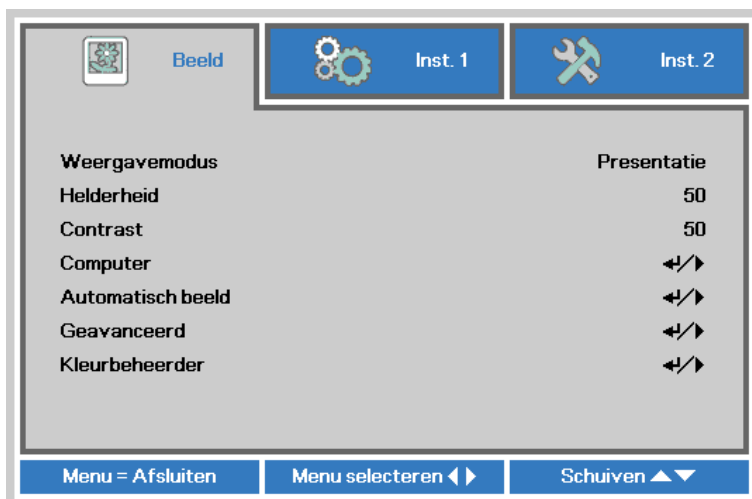 Beeld Inst. 1 Inst. 2
Weergavemodus Presentatie
Helderheid 50
Contrast 50
Computer
Automatisch beeld
Geavanceerd
Kleurbeheerder
Menu = Afsluiten Menu selecteren Schuiven